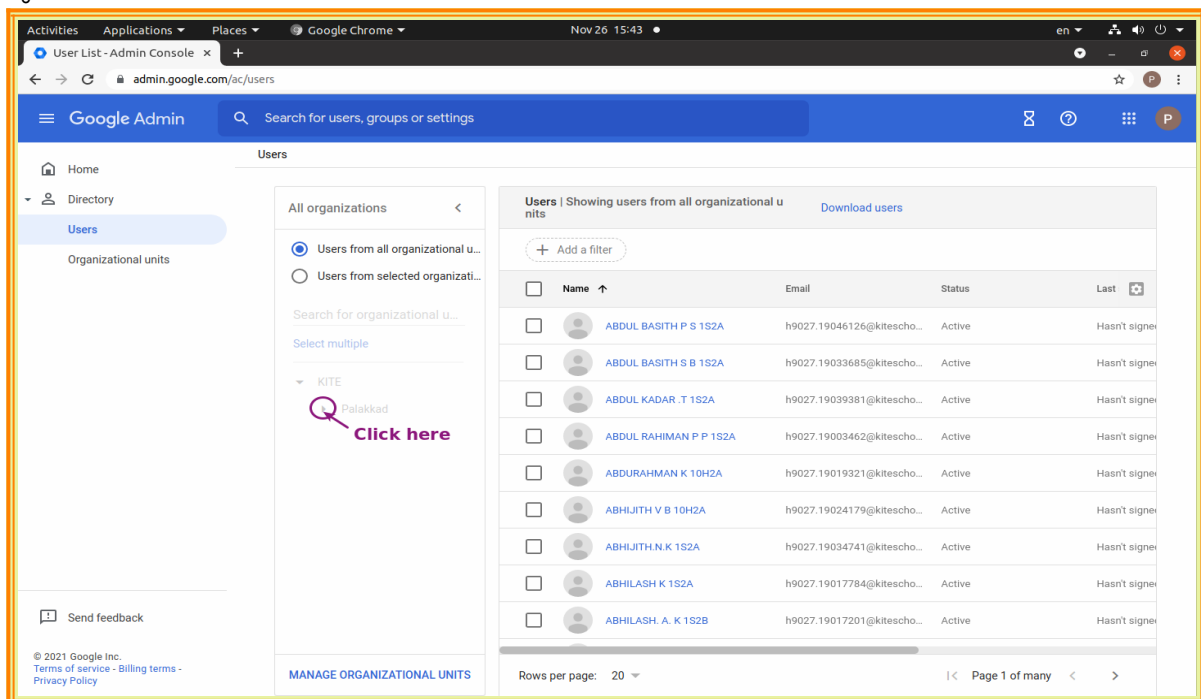 Activities Applications Places Google Chrome Nov 26 15:43 en
User List - Admin Console
admin.google.com/ac/users P
Google Admin Search for users, groups or settings P
Users
Home
Directory
Users
Organizational units
All organizations
Users from all organizational u...
Users from selected organizati...
Search for organizational u...
Select multiple
KITE
Palakkad
Click here
MANAGE ORGANIZATIONAL UNITS
Users | Showing users from all organizational u
nits
Download users
Add a filter
Name Email Status Last
ABDUL BASITH P S 1S2A h9027.19046126@kitescho... Active Hasn't signe
ABDUL BASITH S B 1S2A h9027.19033685@kitescho... Active Hasn't signe
ABDUL KADAR .T 1S2A h9027.19039381@kitescho... Active Hasn't signe
ABDUL RAHIMAN P P 1S2A h9027.19003462@kitescho... Active Hasn't signe
ABDURAHMAN K 10H2A h9027.19019321@kitescho... Active Hasn't signe
ABHIJITH V B 10H2A h9027.19024179@kitescho... Active Hasn't signe
ABHIJITH.N.K 1S2A h9027.19034741@kitescho... Active Hasn't signe
ABHILASH K 1S2A h9027.19017784@kitescho... Active Hasn't signe
ABHILASH. A. K 1S2B h9027.19017201@kitescho... Active Hasn't signe
Rows per page: 20 Page 1 of many
Send feedback
© 2021 Google Inc.
Terms of service - Billing terms -
Privacy Policy